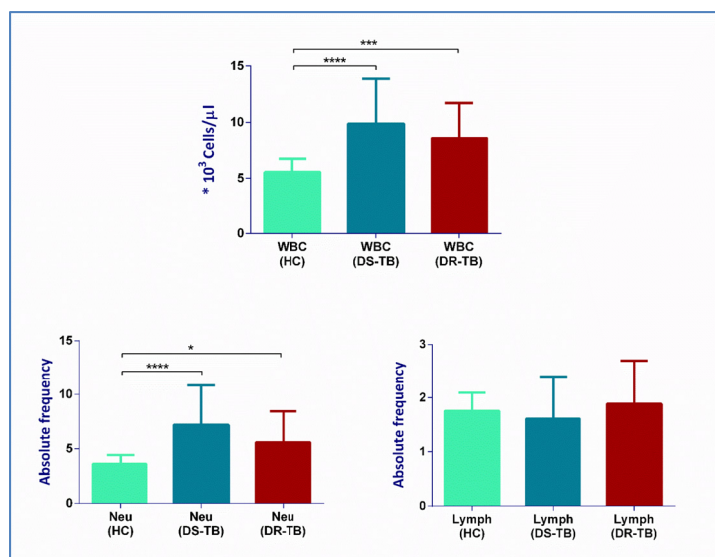 ***
****
15
10
5
0
* 10³ Cells/µl
WBC
(HC)
WBC
(DS-TB)
WBC
(DR-TB)
*
****
15
10
5
0
Absolute frequency
Neu
(HC)
Neu
(DS-TB)
Neu
(DR-TB)
3
2
1
0
Absolute frequency
Lymph
(HC)
Lymph
(DS-TB)
Lymph
(DR-TB)